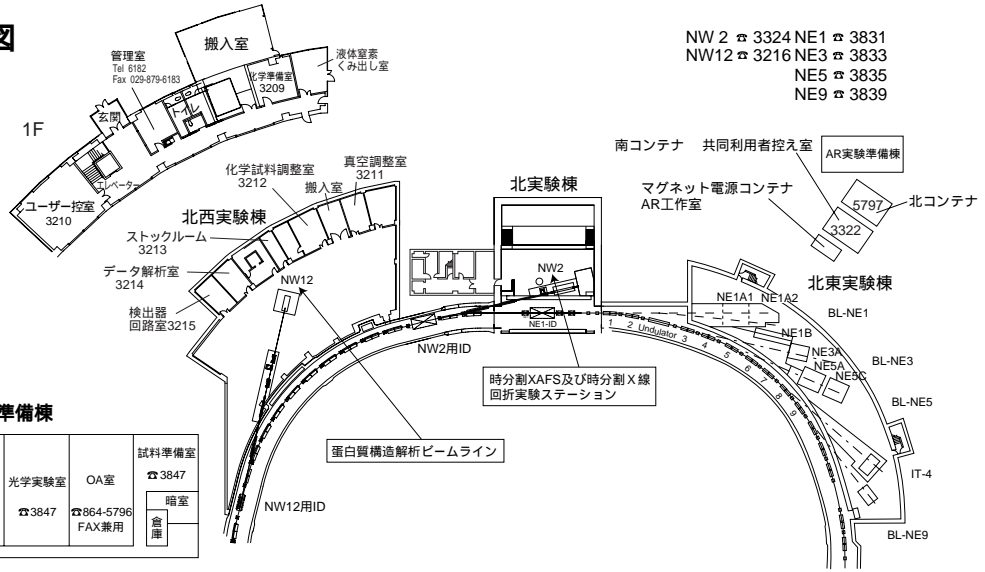 図
NW 2 ☎ 3324 NE1 ☎ 3831
NW12 ☎ 3216 NE3 ☎ 3833
NE5 ☎ 3835
NE9 ☎ 3839
搬入室
管理室
Tel 6182
Fax 029-879-6183
液体窒素
くみ出し室
化学準備室
3209
トイレ
玄関
1F
エレベーター
ユーザー控室
3210
南コンテナ
共同利用者控え室
AR実験準備棟
マグネット電源コンテナ
AR工作室
5797
北コンテナ
3322
化学試料調整室
3212
真空調整室
3211
搬入室
北実験棟
北西実験棟
ストックルーム
3213
データ解析室
3214
検出器
回路室3215
NW12
NW2
北東実験棟
NE1A1
NE1A2
BL-NE1
NE1B
NE3A
NE5A
NE5C
BL-NE3
BL-NE5
IT-4
BL-NE9
NE1-ID
1
2
Undulator
3
4
5
6
7
8
9
NW2用ID
時分割XAFS及び時分割X線
回折実験ステーション
蛋白質構造解析ビームライン
NW12用ID
準備棟
光学実験室
☎3847
OA室
☎864-5796
FAX兼用
試料準備室
☎3847
暗室
倉庫